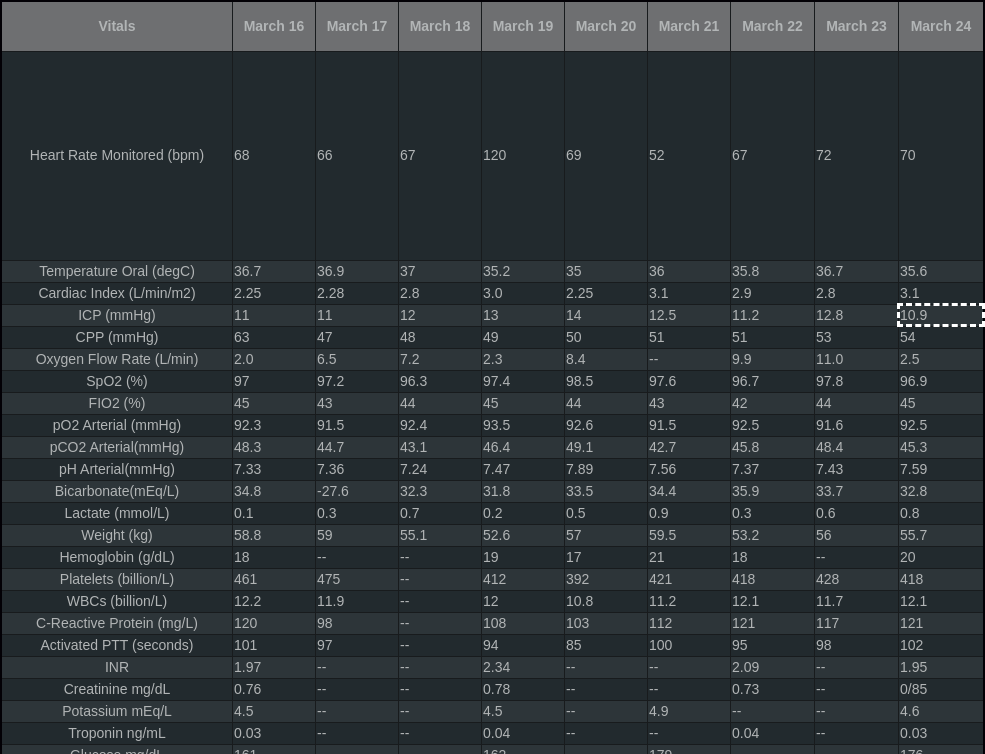 Vitals March 16 March 17 March 18 March 19 March 20 March 21 March 22 March 23 March 24
Heart Rate Monitored (bpm) 68 66 67 120 69 52 67 72 70
Temperature Oral (degC) 36.7 36.9 37 35.2 35 36 35.8 36.7 35.6
Cardiac Index (L/min/m2) 2.25 2.28 2.8 3.0 2.25 3.1 2.9 2.8 3.1
ICP (mmHg) 11 11 12 13 14 12.5 11.2 12.8 10.9
CPP (mmHg) 63 47 48 49 50 51 51 53 54
Oxygen Flow Rate (L/min) 2.0 6.5 7.2 2.3 8.4 -- 9.9 11.0 2.5
SpO2 (%) 97 97.2 96.3 97.4 98.5 97.6 96.7 97.8 96.9
FIO2 (%) 45 43 44 45 44 43 42 44 45
pO2 Arterial (mmHg) 92.3 91.5 92.4 93.5 92.6 91.5 92.5 91.6 92.5
pCO2 Arterial(mmHg) 48.3 44.7 43.1 46.4 49.1 42.7 45.8 48.4 45.3
pH Arterial(mmHg) 7.33 7.36 7.24 7.47 7.89 7.56 7.37 7.43 7.59
Bicarbonate(mEq/L) 34.8 -27.6 32.3 31.8 33.5 34.4 35.9 33.7 32.8
Lactate (mmol/L) 0.1 0.3 0.7 0.2 0.5 0.9 0.3 0.6 0.8
Weight (kg) 58.8 59 55.1 52.6 57 59.5 53.2 56 55.7
Hemoglobin (g/dL) 18 -- -- 19 17 21 18 -- 20
Platelets (billion/L) 461 475 -- 412 392 421 418 428 418
WBCs (billion/L) 12.2 11.9 -- 12 10.8 11.2 12.1 11.7 12.1
C-Reactive Protein (mg/L) 120 98 -- 108 103 112 121 117 121
Activated PTT (seconds) 101 97 -- 94 85 100 95 98 102
INR 1.97 -- -- 2.34 -- -- 2.09 -- 1.95
Creatinine mg/dL 0.76 -- -- 0.78 -- -- 0.73 -- 0/85
Potassium mEq/L 4.5 -- -- 4.5 -- 4.9 -- -- 4.6
Troponin ng/mL 0.03 -- -- 0.04 -- -- 0.04 -- 0.03
Glucose mg/dL 161 162 179 176